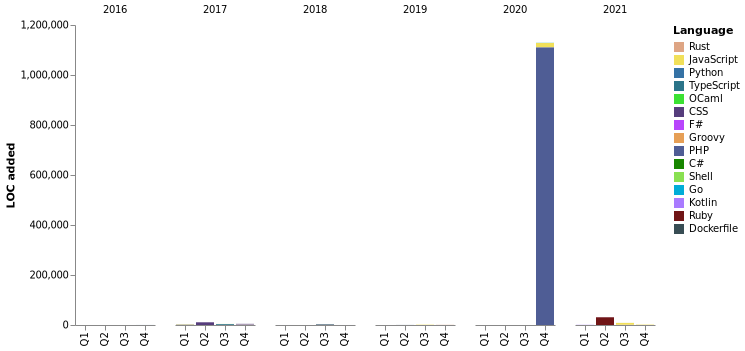 2016 2017 2018 2019 2020 2021
1,200,000
1,000,000
800,000
600,000
400,000
200,000
0
LOC added
Q1 Q2 Q3 Q4 Q1 Q2 Q3 Q4 Q1 Q2 Q3 Q4 Q1 Q2 Q3 Q4 Q1 Q2 Q3 Q4 Q1 Q2 Q3 Q4
Language
Rust
JavaScript
Python
TypeScript
OCaml
CSS
F#
Groovy
PHP
C#
Shell
Go
Kotlin
Ruby
Dockerfile